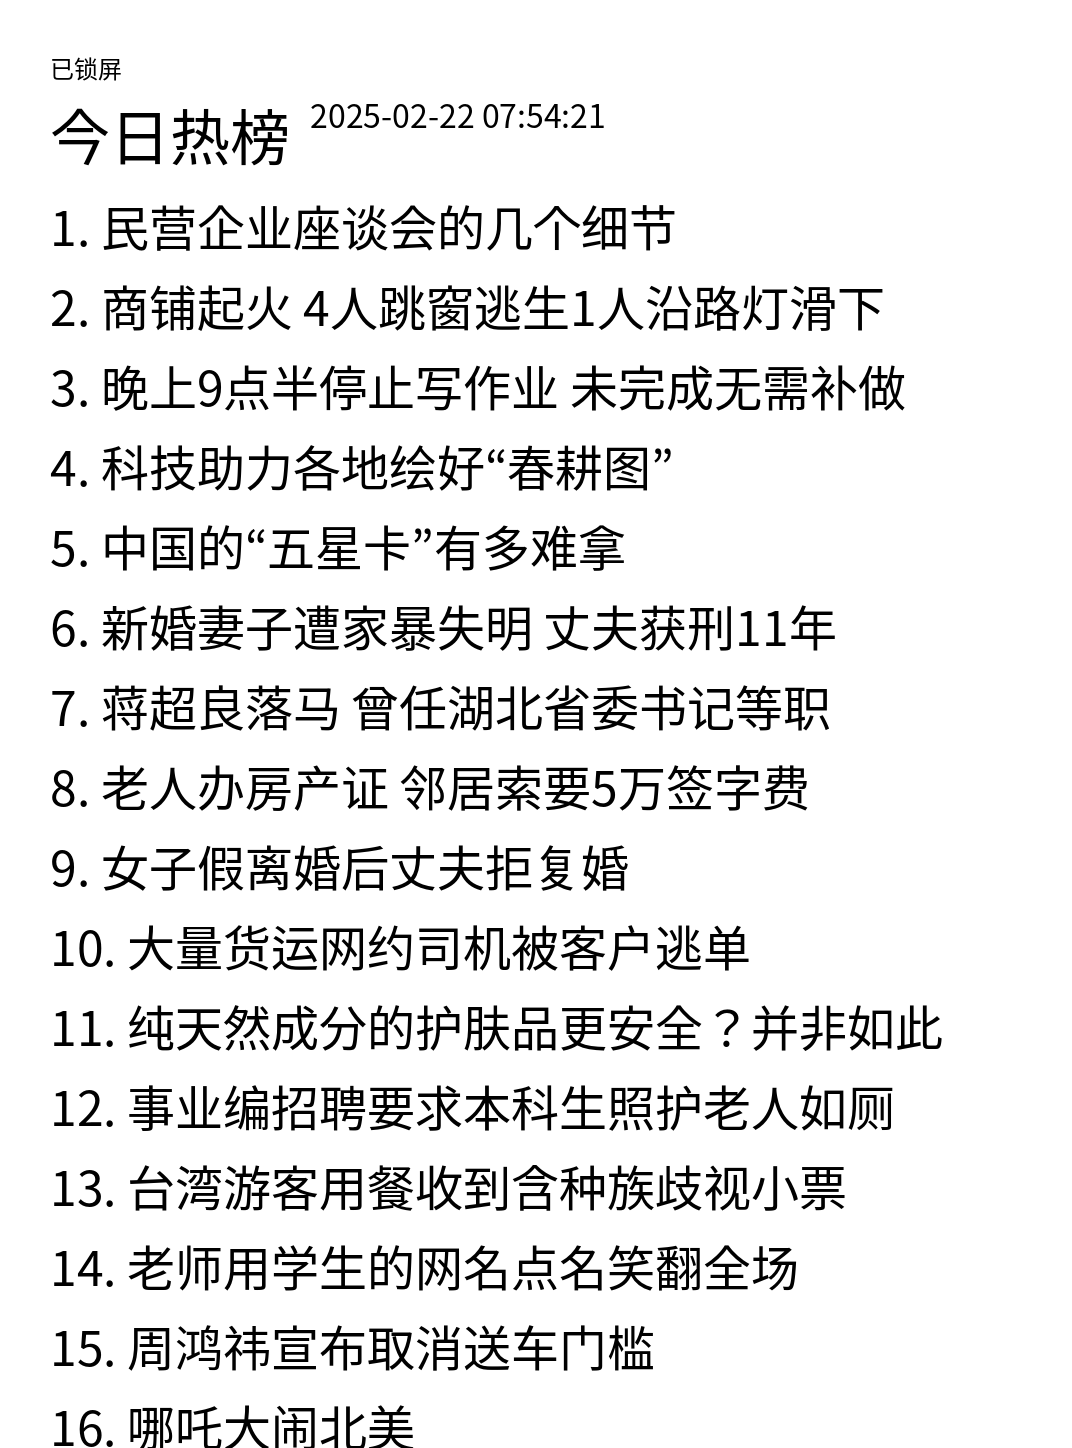 已锁屏
今日热榜 2025-02-22 07:54:21
1. 民营企业座谈会的几个细节
2. 商铺起火 4人跳窗逃生1人沿路灯滑下
3. 晚上9点半停止写作业 未完成无需补做
4. 科技助力各地绘好“春耕图”
5. 中国的“五星卡”有多难拿
6. 新婚妻子遭家暴失明 丈夫获刑11年
7. 蒋超良落马 曾任湖北省委书记等职
8. 老人办房产证 邻居索要5万签字费
9. 女子假离婚后丈夫拒复婚
10. 大量货运网约司机被客户逃单
11. 纯天然成分的护肤品更安全？并非如此
12. 事业编招聘要求本科生照护老人如厕
13. 台湾游客用餐收到含种族歧视小票
14. 老师用学生的网名点名笑翻全场
15. 周鸿祎宣布取消送车门槛
16. 哪吒大闹北美